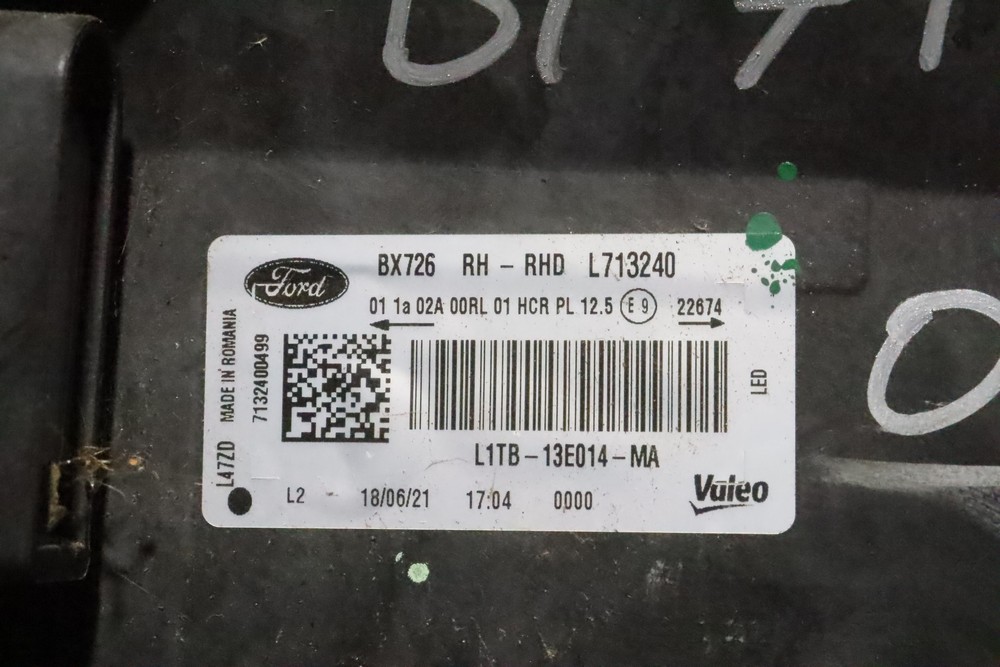 Ford
BX726 RH - RHD L713240
01 1a 02A 00RL 01 HCR PL 12.5 E 9 22674
MADE IN ROMANIA
L47ZD
7132400499
LED
L1TB-13E014-MA
L2 18/06/21 17:04 0000
Valeo